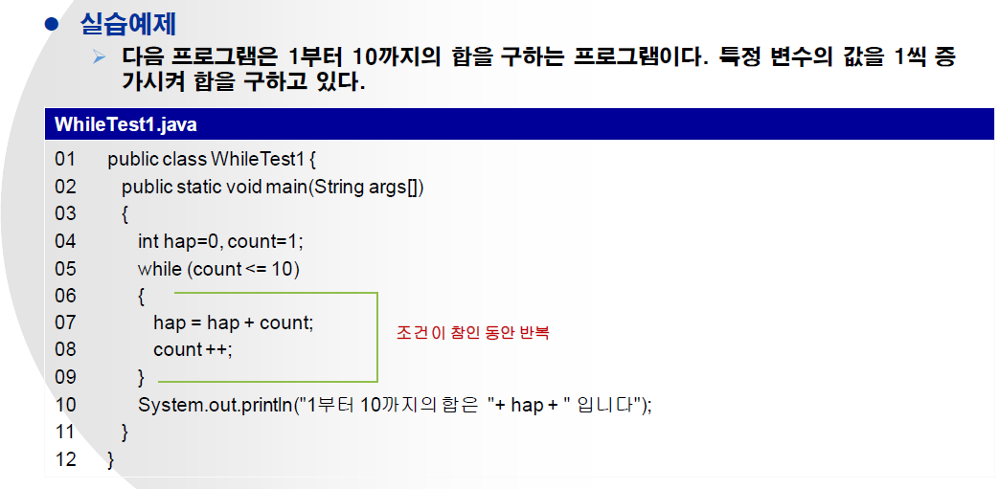 실습예제
다음 프로그램은 1부터 10까지의 합을 구하는 프로그램이다. 특정 변수의 값을 1씩 증
가시켜 합을 구하고 있다.
WhileTest1.java
01 public class WhileTest1 {
02 public static void main(String args[])
03 {
04 int hap=0, count=1;
05 while (count <= 10)
06 {
07 hap = hap + count;
조건이 참인 동안 반복
08 count ++;
09 }
10 System.out.println("1부터 10까지의 합은 "+ hap + " 입니다");
11 }
12 }